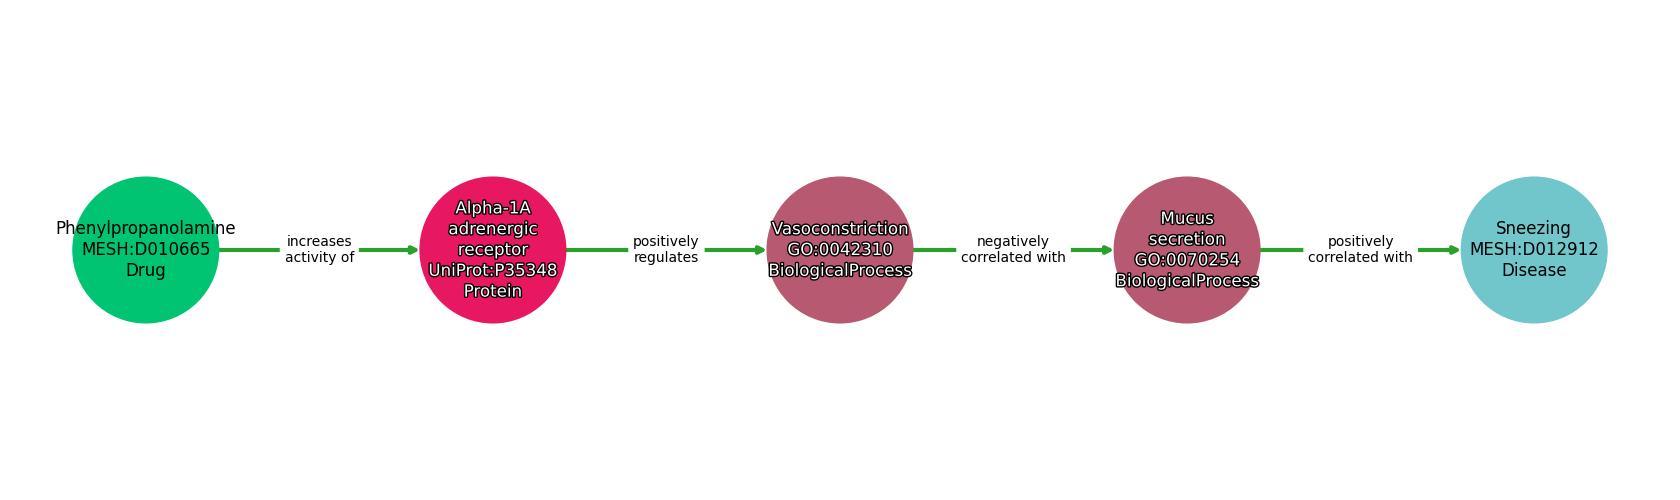 Phenylpropanolamine
MESH:D010665
Drug
increases
activity of
Alpha-1A
adrenergic
receptor
UniProt:P35348
Protein
positively
regulates
Vasoconstriction
GO:0042310
BiologicalProcess
negatively
correlated with
Mucus
secretion
GO:0070254
BiologicalProcess
positively
correlated with
Sneezing
MESH:D012912
Disease